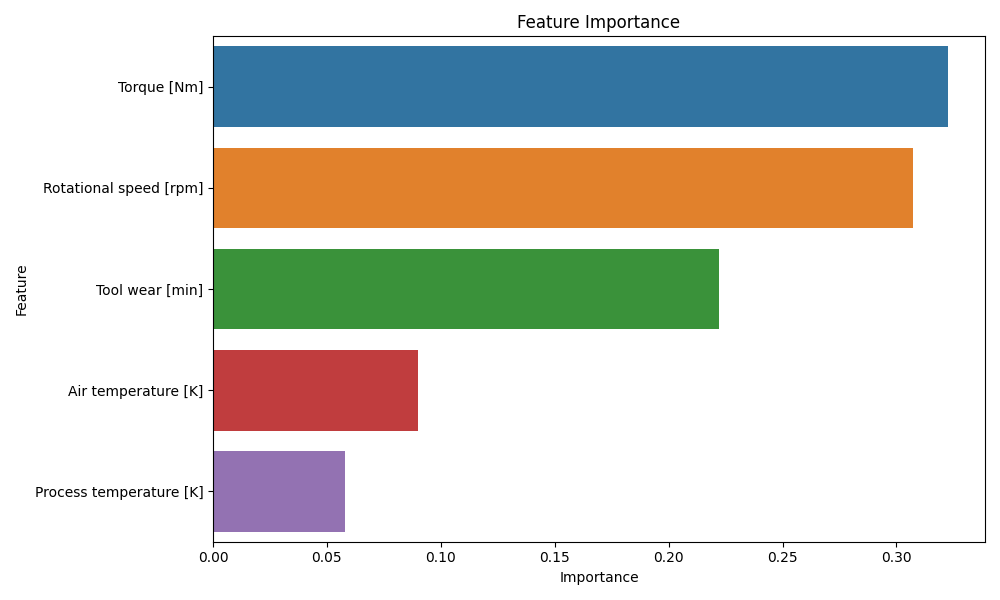 Feature Importance
Torque [Nm]
Rotational speed [rpm]
Tool wear [min]
Air temperature [K]
Process temperature [K]
Feature
0.00 0.05 0.10 0.15 0.20 0.25 0.30
Importance